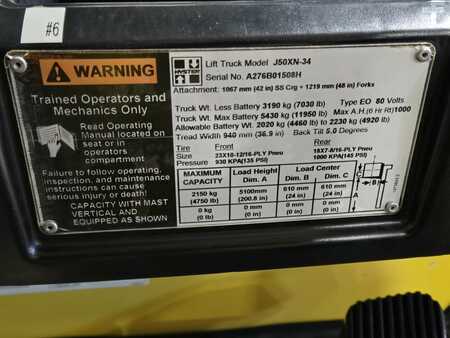 #6
WARNING
Trained Operators and
Mechanics Only
Read Operating
Manual located on
seat or in
operators
compartment
Failure to follow operating,
inspection, and maintenance
instructions can cause
serious injury or death!
CAPACITY WITH MAST
VERTICAL AND
EQUIPPED AS SHOWN
HYSTER
Lift Truck Model J50XN-34
Serial No. A276B01508H
Attachment: 1067 mm (42 in) SS Crg + 1219 mm (48 in) Forks
Truck Wt. Less Battery 3190 kg (7030 lb) Type EO 80 Volts
Truck Wt. Max Battery 5430 kg (11950 lb) Max A.H (6 Hr Rt) 1000
Allowable Battery Wt. 2020 kg (4460 lb) to 2230 kg (4920 lb)
Tread Width 940 mm (36.9 in) Back Tilt 5.0 Degrees
Tire Front Rear
Size 23X10-12/16-PLY Pneu 18X7-8/16-PLY Pneu
Pressure 930 KPA(135 PSI) 1000 KPA(145 PSI)
MAXIMUM CAPACITY Load Height Dim. A Load Center Dim. B Dim. C
2150 kg (4750 lb) 5100mm (200.8 in) 610 mm (24 in) 610 mm (24 in)
0 kg (0 lb) 0 mm (0 in) 0 mm (0 in) 0 mm (0 in)
C
B
A